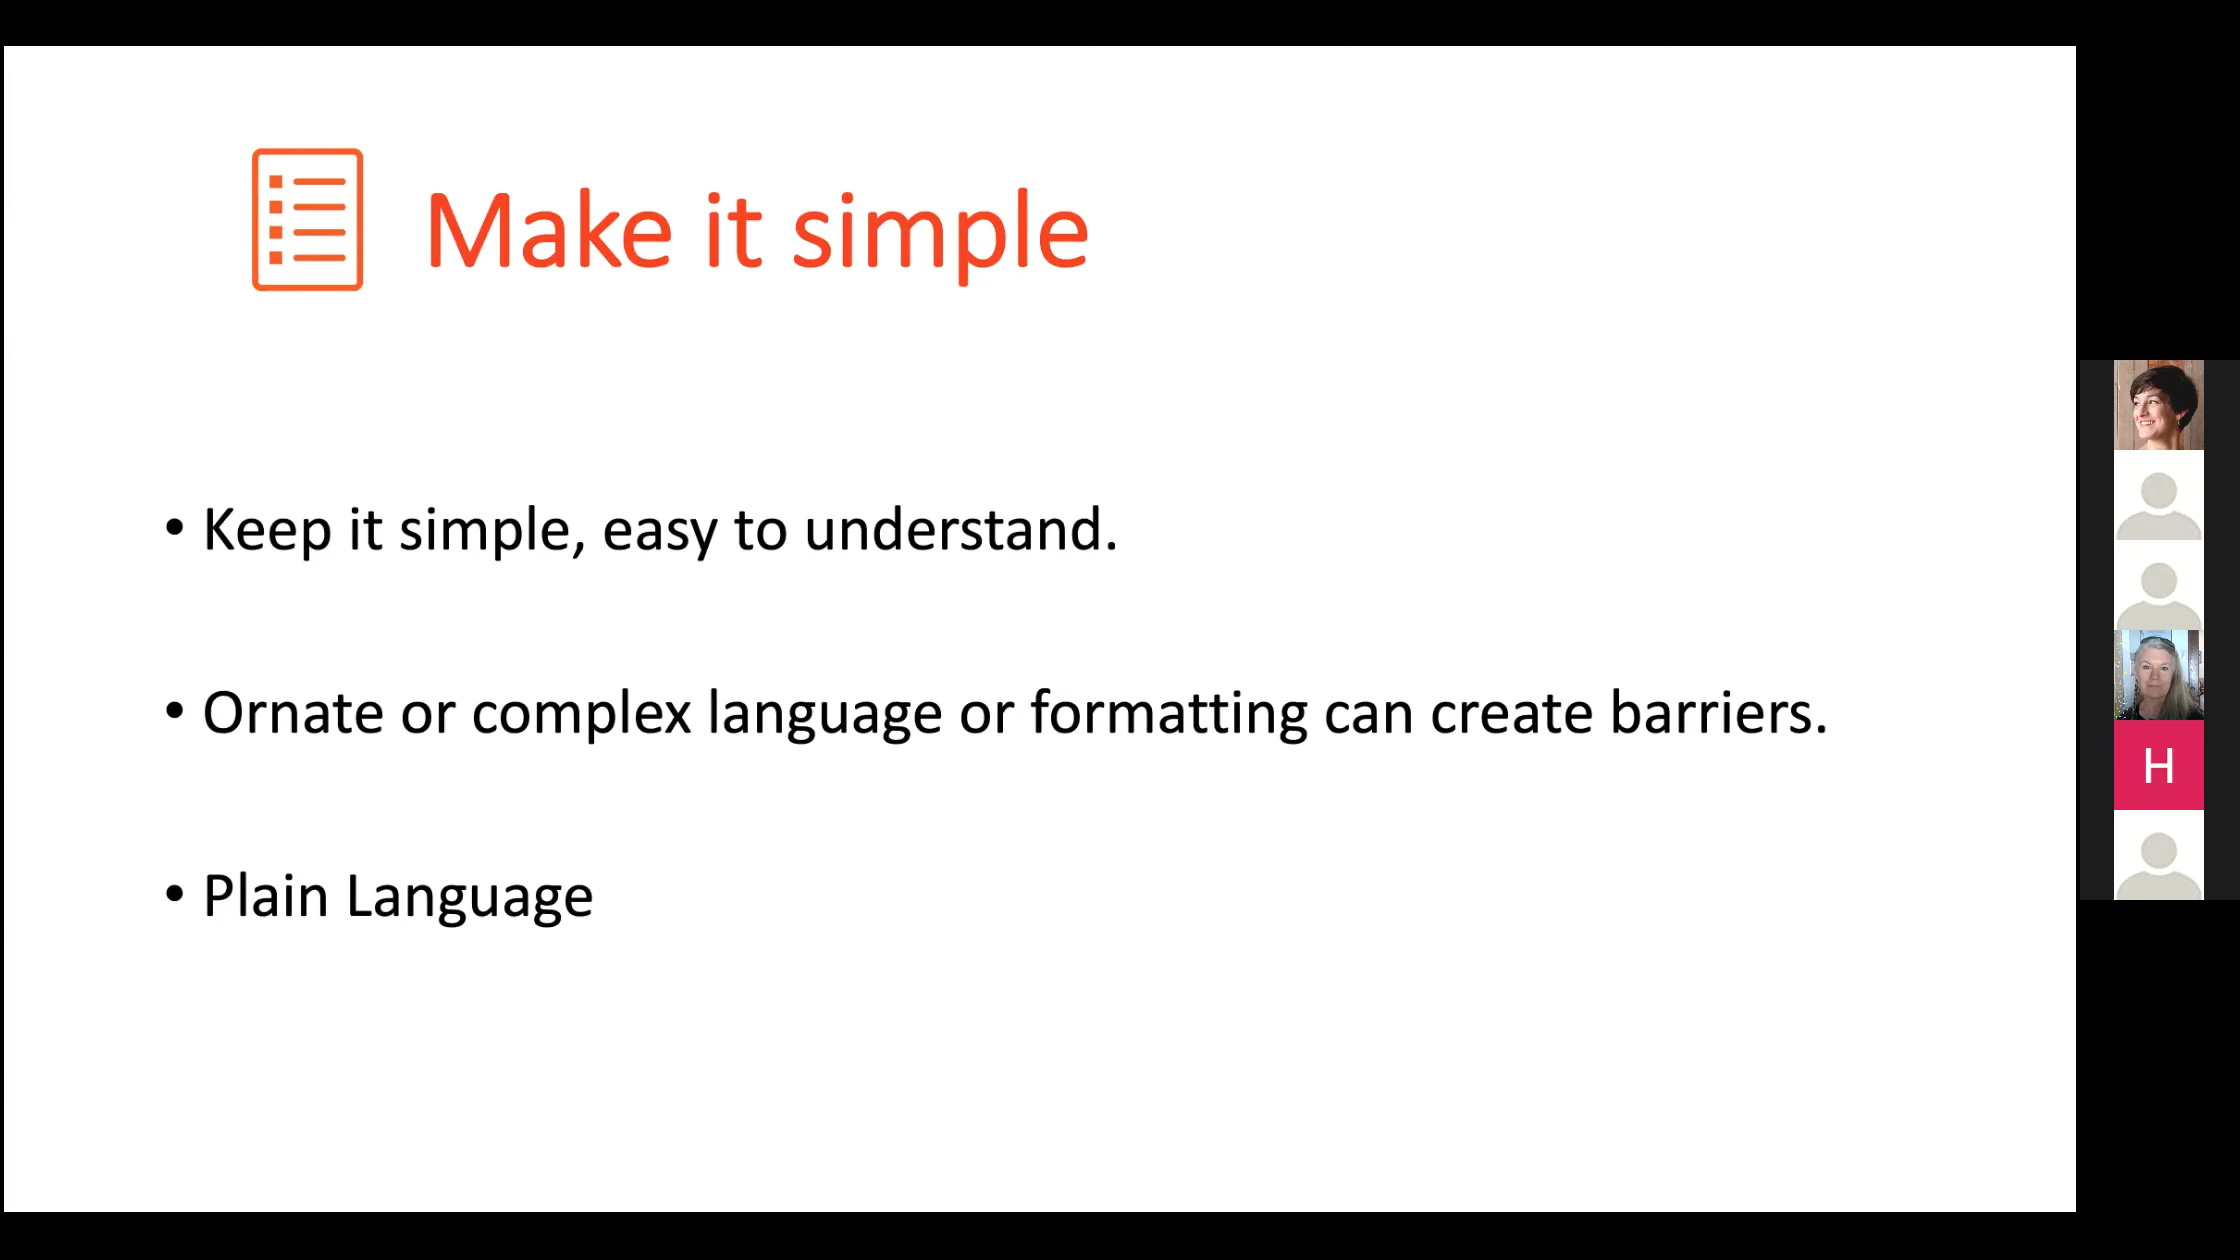 Make it simple
• Keep it simple, easy to understand.
• Ornate or complex language or formatting can create barriers.
• Plain Language
H